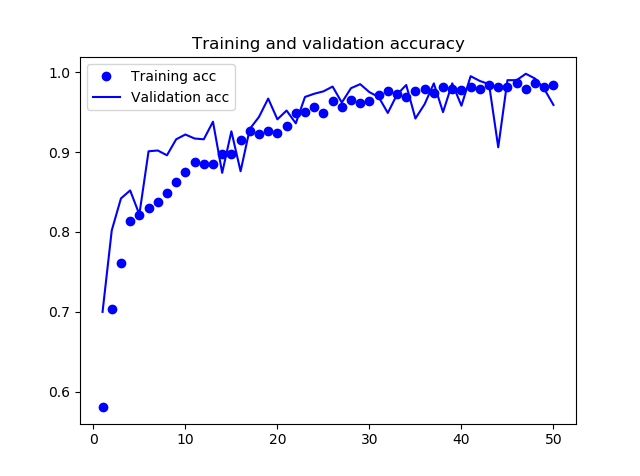 Training and validation accuracy
Training acc
Validation acc
1.0
0.9
0.8
0.7
0.6
0 10 20 30 40 50